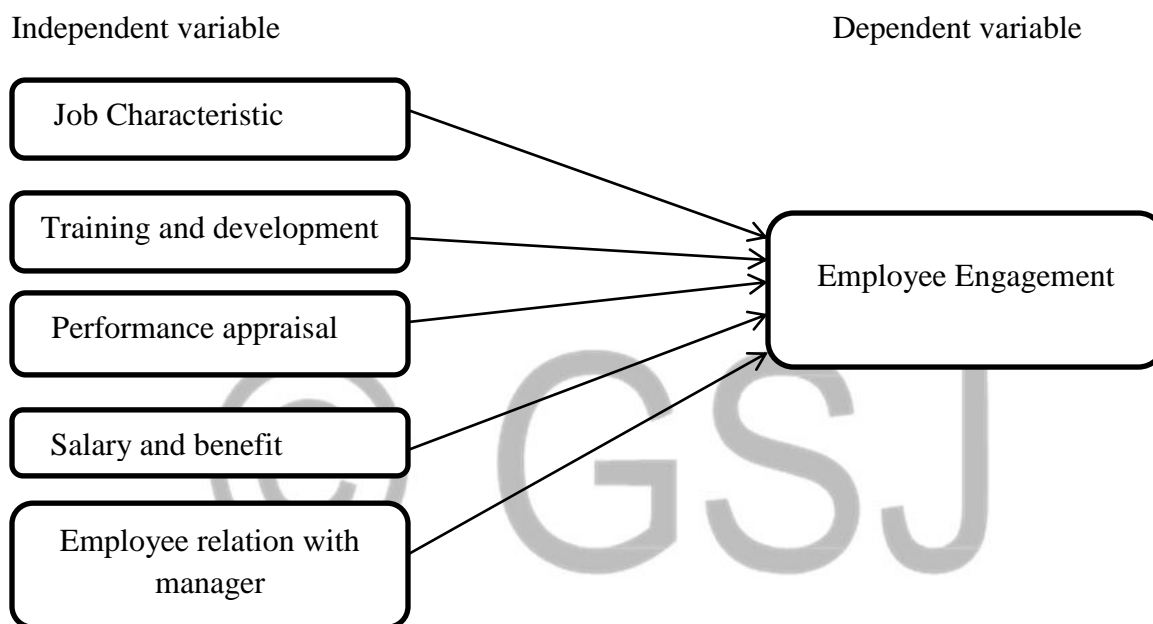 Independent variable
Dependent variable
Job Characteristic
Training and development
Performance appraisal
Salary and benefit
Employee relation with
manager
Employee Engagement
© GSJ